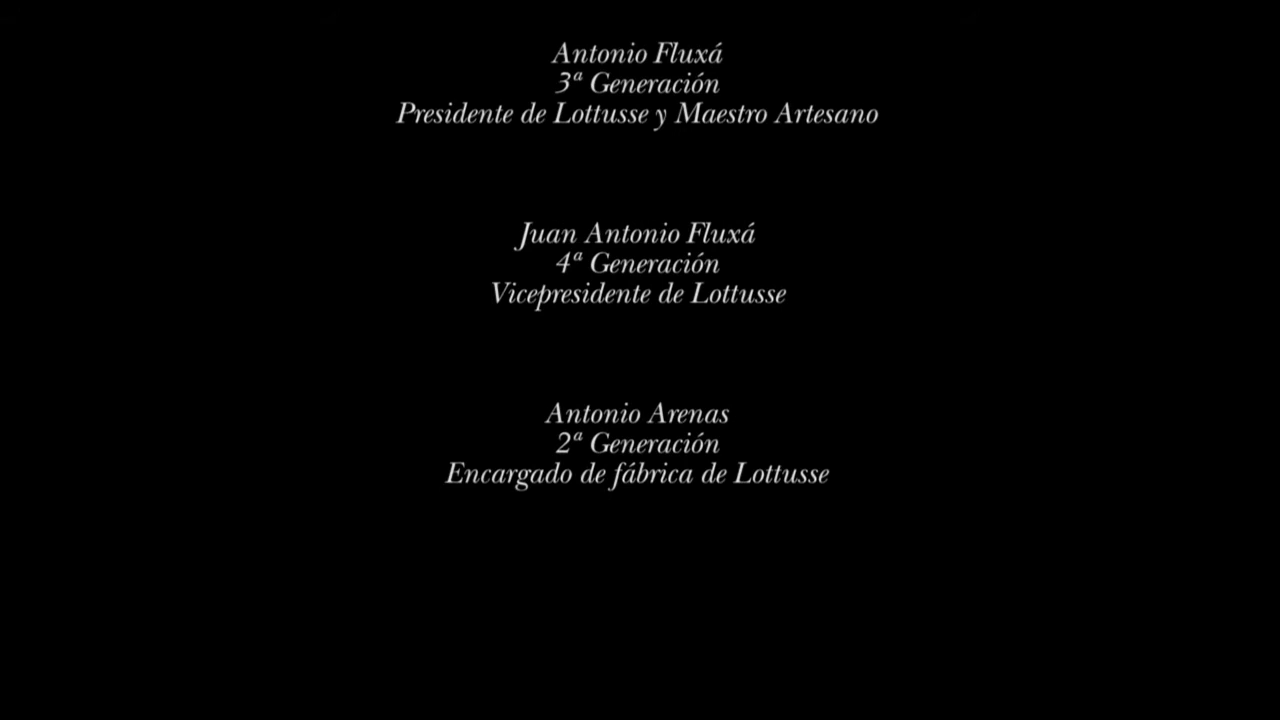 Antonio Fluxá
3ª Generación
Presidente de Lottusse y Maestro Artesano
Juan Antonio Fluxá
4ª Generación
Vicepresidente de Lottusse
Antonio Arenas
2ª Generación
Encargado de fábrica de Lottusse